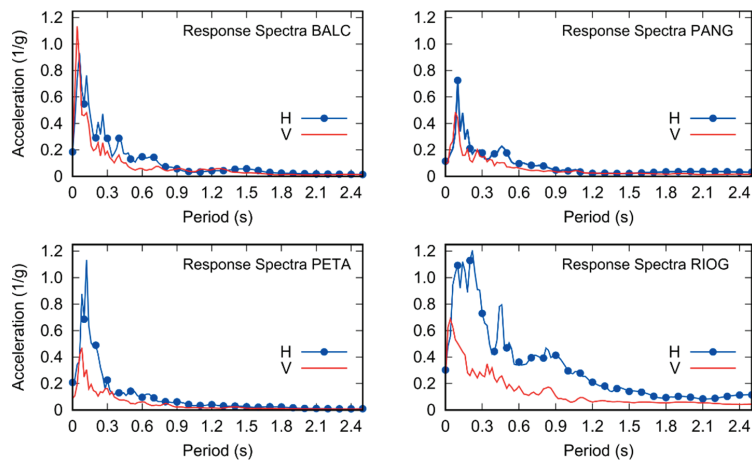 Response Spectra BALC
Acceleration (1/g)
1.2
1.0
0.8
0.6
0.4
0.2
0
H
V
0 0.3 0.6 0.9 1.2 1.5 1.8 2.1 2.4
Period (s)
Response Spectra PANG
1.2
1.0
0.8
0.6
0.4
0.2
0
H
V
0 0.3 0.6 0.9 1.2 1.5 1.8 2.1 2.4
Period (s)
Response Spectra PETA
Acceleration (1/g)
1.2
1.0
0.8
0.6
0.4
0.2
0
H
V
0 0.3 0.6 0.9 1.2 1.5 1.8 2.1 2.4
Period (s)
Response Spectra RIOG
1.2
1.0
0.8
0.6
0.4
0.2
0
H
V
0 0.3 0.6 0.9 1.2 1.5 1.8 2.1 2.4
Period (s)